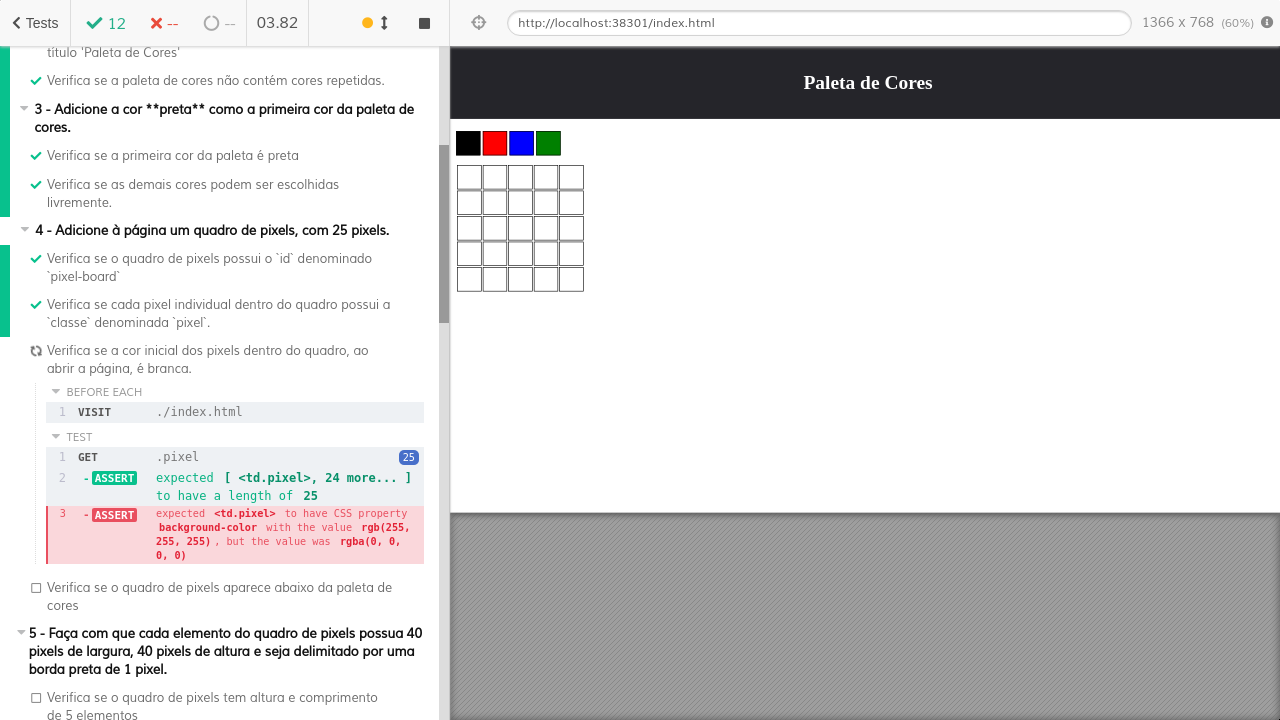 Tests
12
--
--
03.82
http://localhost:38301/index.html
1366 x 768 (60%)
título 'Paleta de Cores'
Verifica se a paleta de cores não contém cores repetidas.
3 - Adicione a cor **preta** como a primeira cor da paleta de
cores.
Verifica se a primeira cor da paleta é preta
Verifica se as demais cores podem ser escolhidas
livremente.
4 - Adicione à página um quadro de pixels, com 25 pixels.
Verifica se o quadro de pixels possui o `id` denominado
`pixel-board`
Verifica se cada pixel individual dentro do quadro possui a
`classe` denominada `pixel`.
Verifica se a cor inicial dos pixels dentro do quadro, ao
abrir a página, é branca.
BEFORE EACH
1 VISIT ./index.html
TEST
1 GET .pixel 25
2 -ASSERT expected [ <td.pixel>, 24 more... ]
to have a length of 25
3 -ASSERT expected <td.pixel> to have CSS property
background-color with the value rgb(255,
255, 255), but the value was rgba(0, 0,
0, 0)
Verifica se o quadro de pixels aparece abaixo da paleta de
cores
5 - Faça com que cada elemento do quadro de pixels possua 40
pixels de largura, 40 pixels de altura e seja delimitado por uma
borda preta de 1 pixel.
Verifica se o quadro de pixels tem altura e comprimento
de 5 elementos
Paleta de Cores